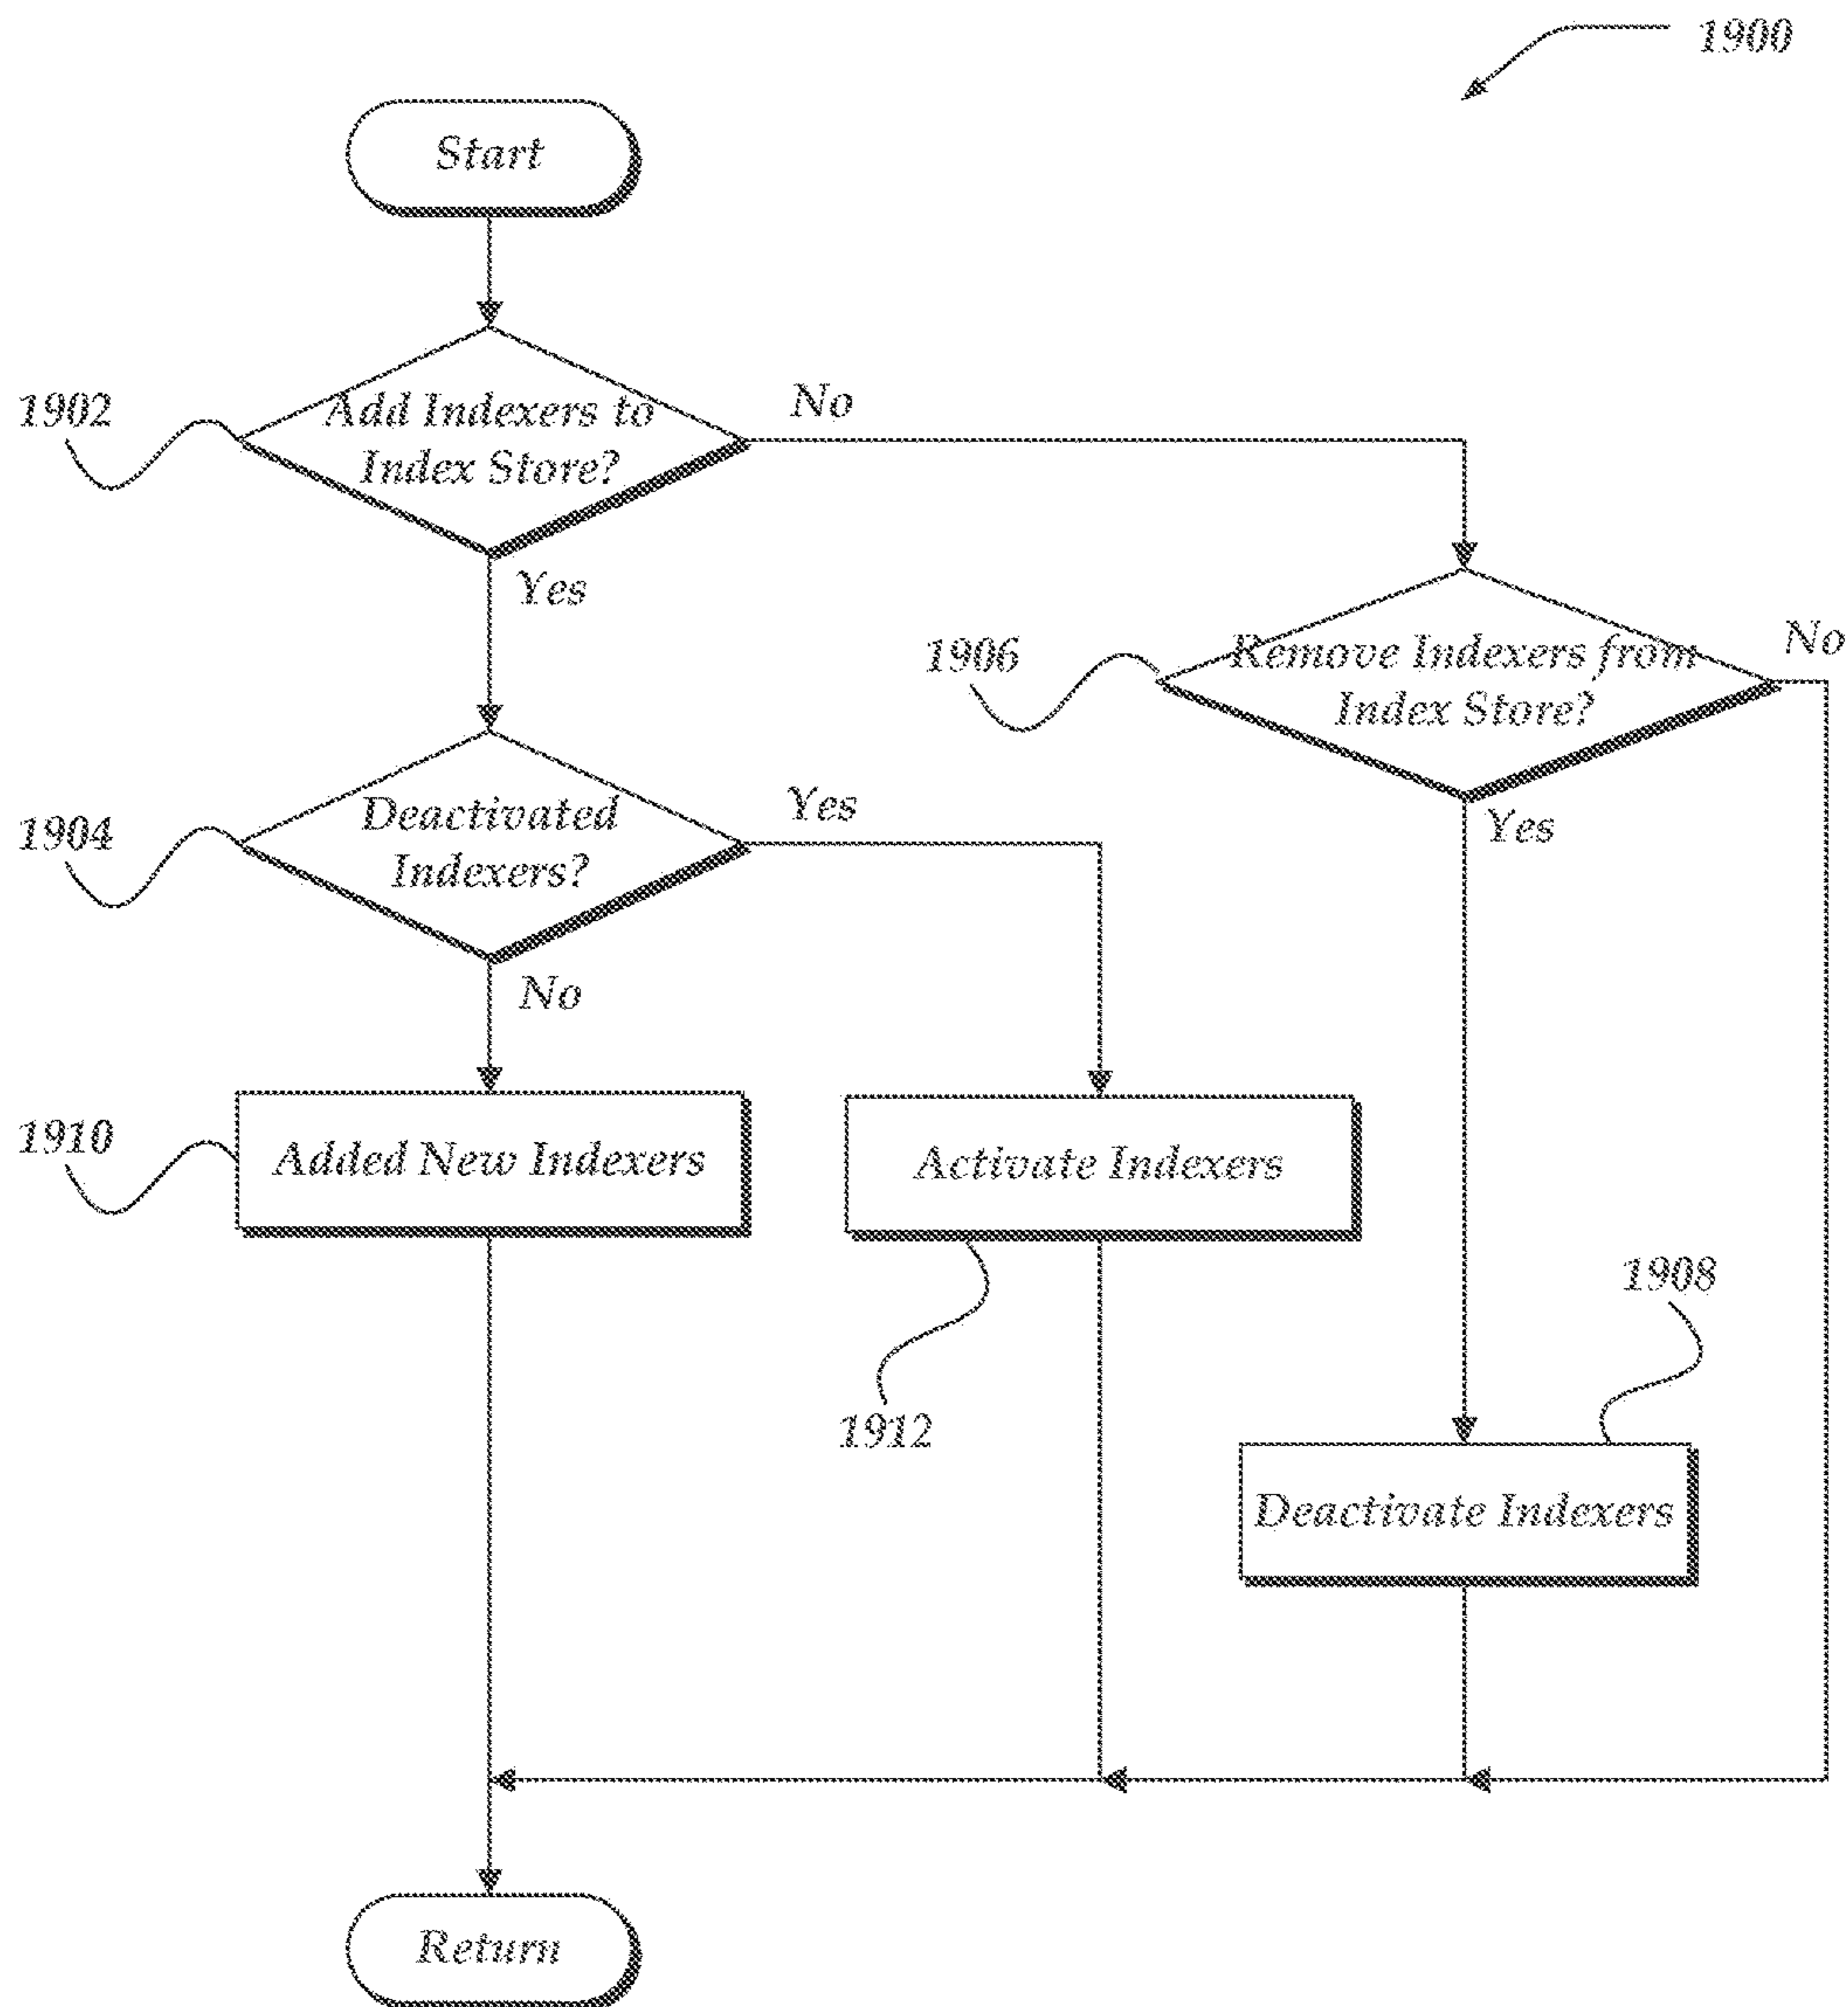 1900
Start
1902
Add Indexers to
Index Store?
No
Yes
1906
Remove Indexers from
Index Store?
No
Yes
1904
Deactivated
Indexers?
Yes
No
1910
Added New Indexers
Activate Indexers
1912
1908
Deactivate Indexers
Return